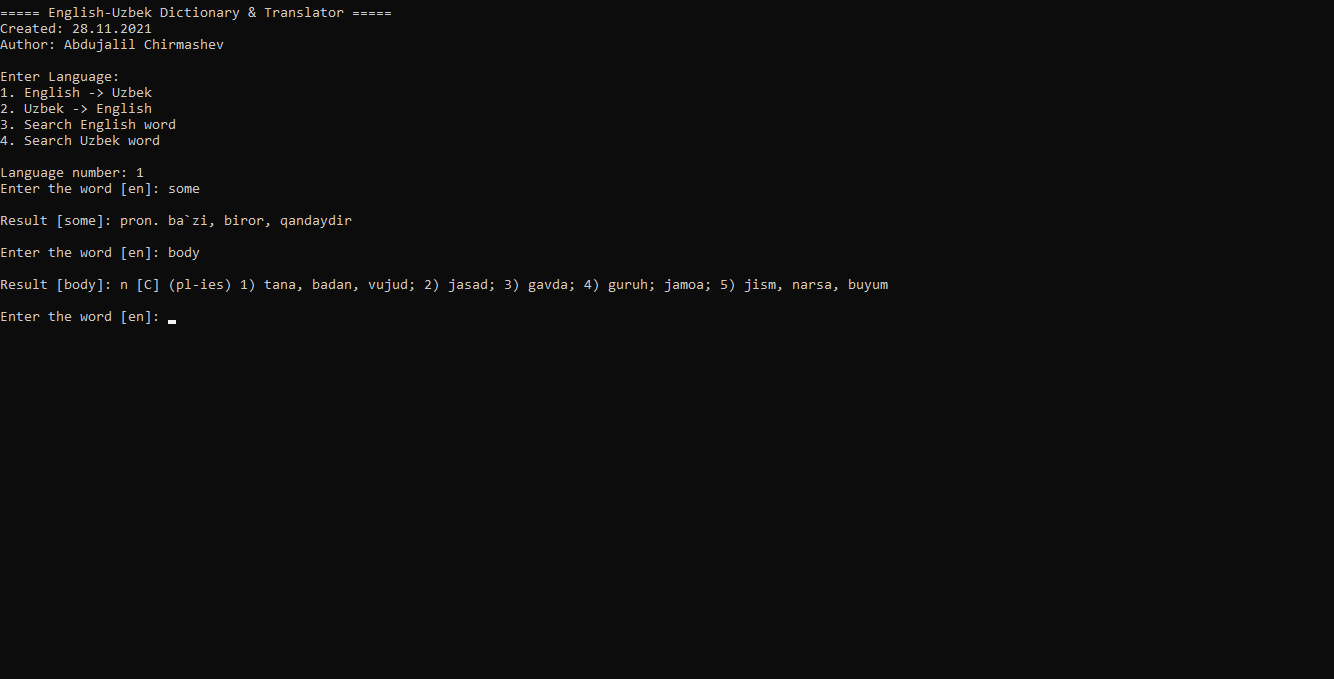 ===== English-Uzbek Dictionary & Translator =====
Created: 28.11.2021
Author: Abdujalil Chirmashev
Enter Language:
1. English -> Uzbek
2. Uzbek -> English
3. Search English word
4. Search Uzbek word
Language number: 1
Enter the word [en]: some
Result [some]: pron. ba`zi, biror, qandaydir
Enter the word [en]: body
Result [body]: n [C] (pl-ies) 1) tana, badan, vujud; 2) jasad; 3) gavda; 4) guruh; jamoa; 5) jism, narsa, buyum
Enter the word [en]: